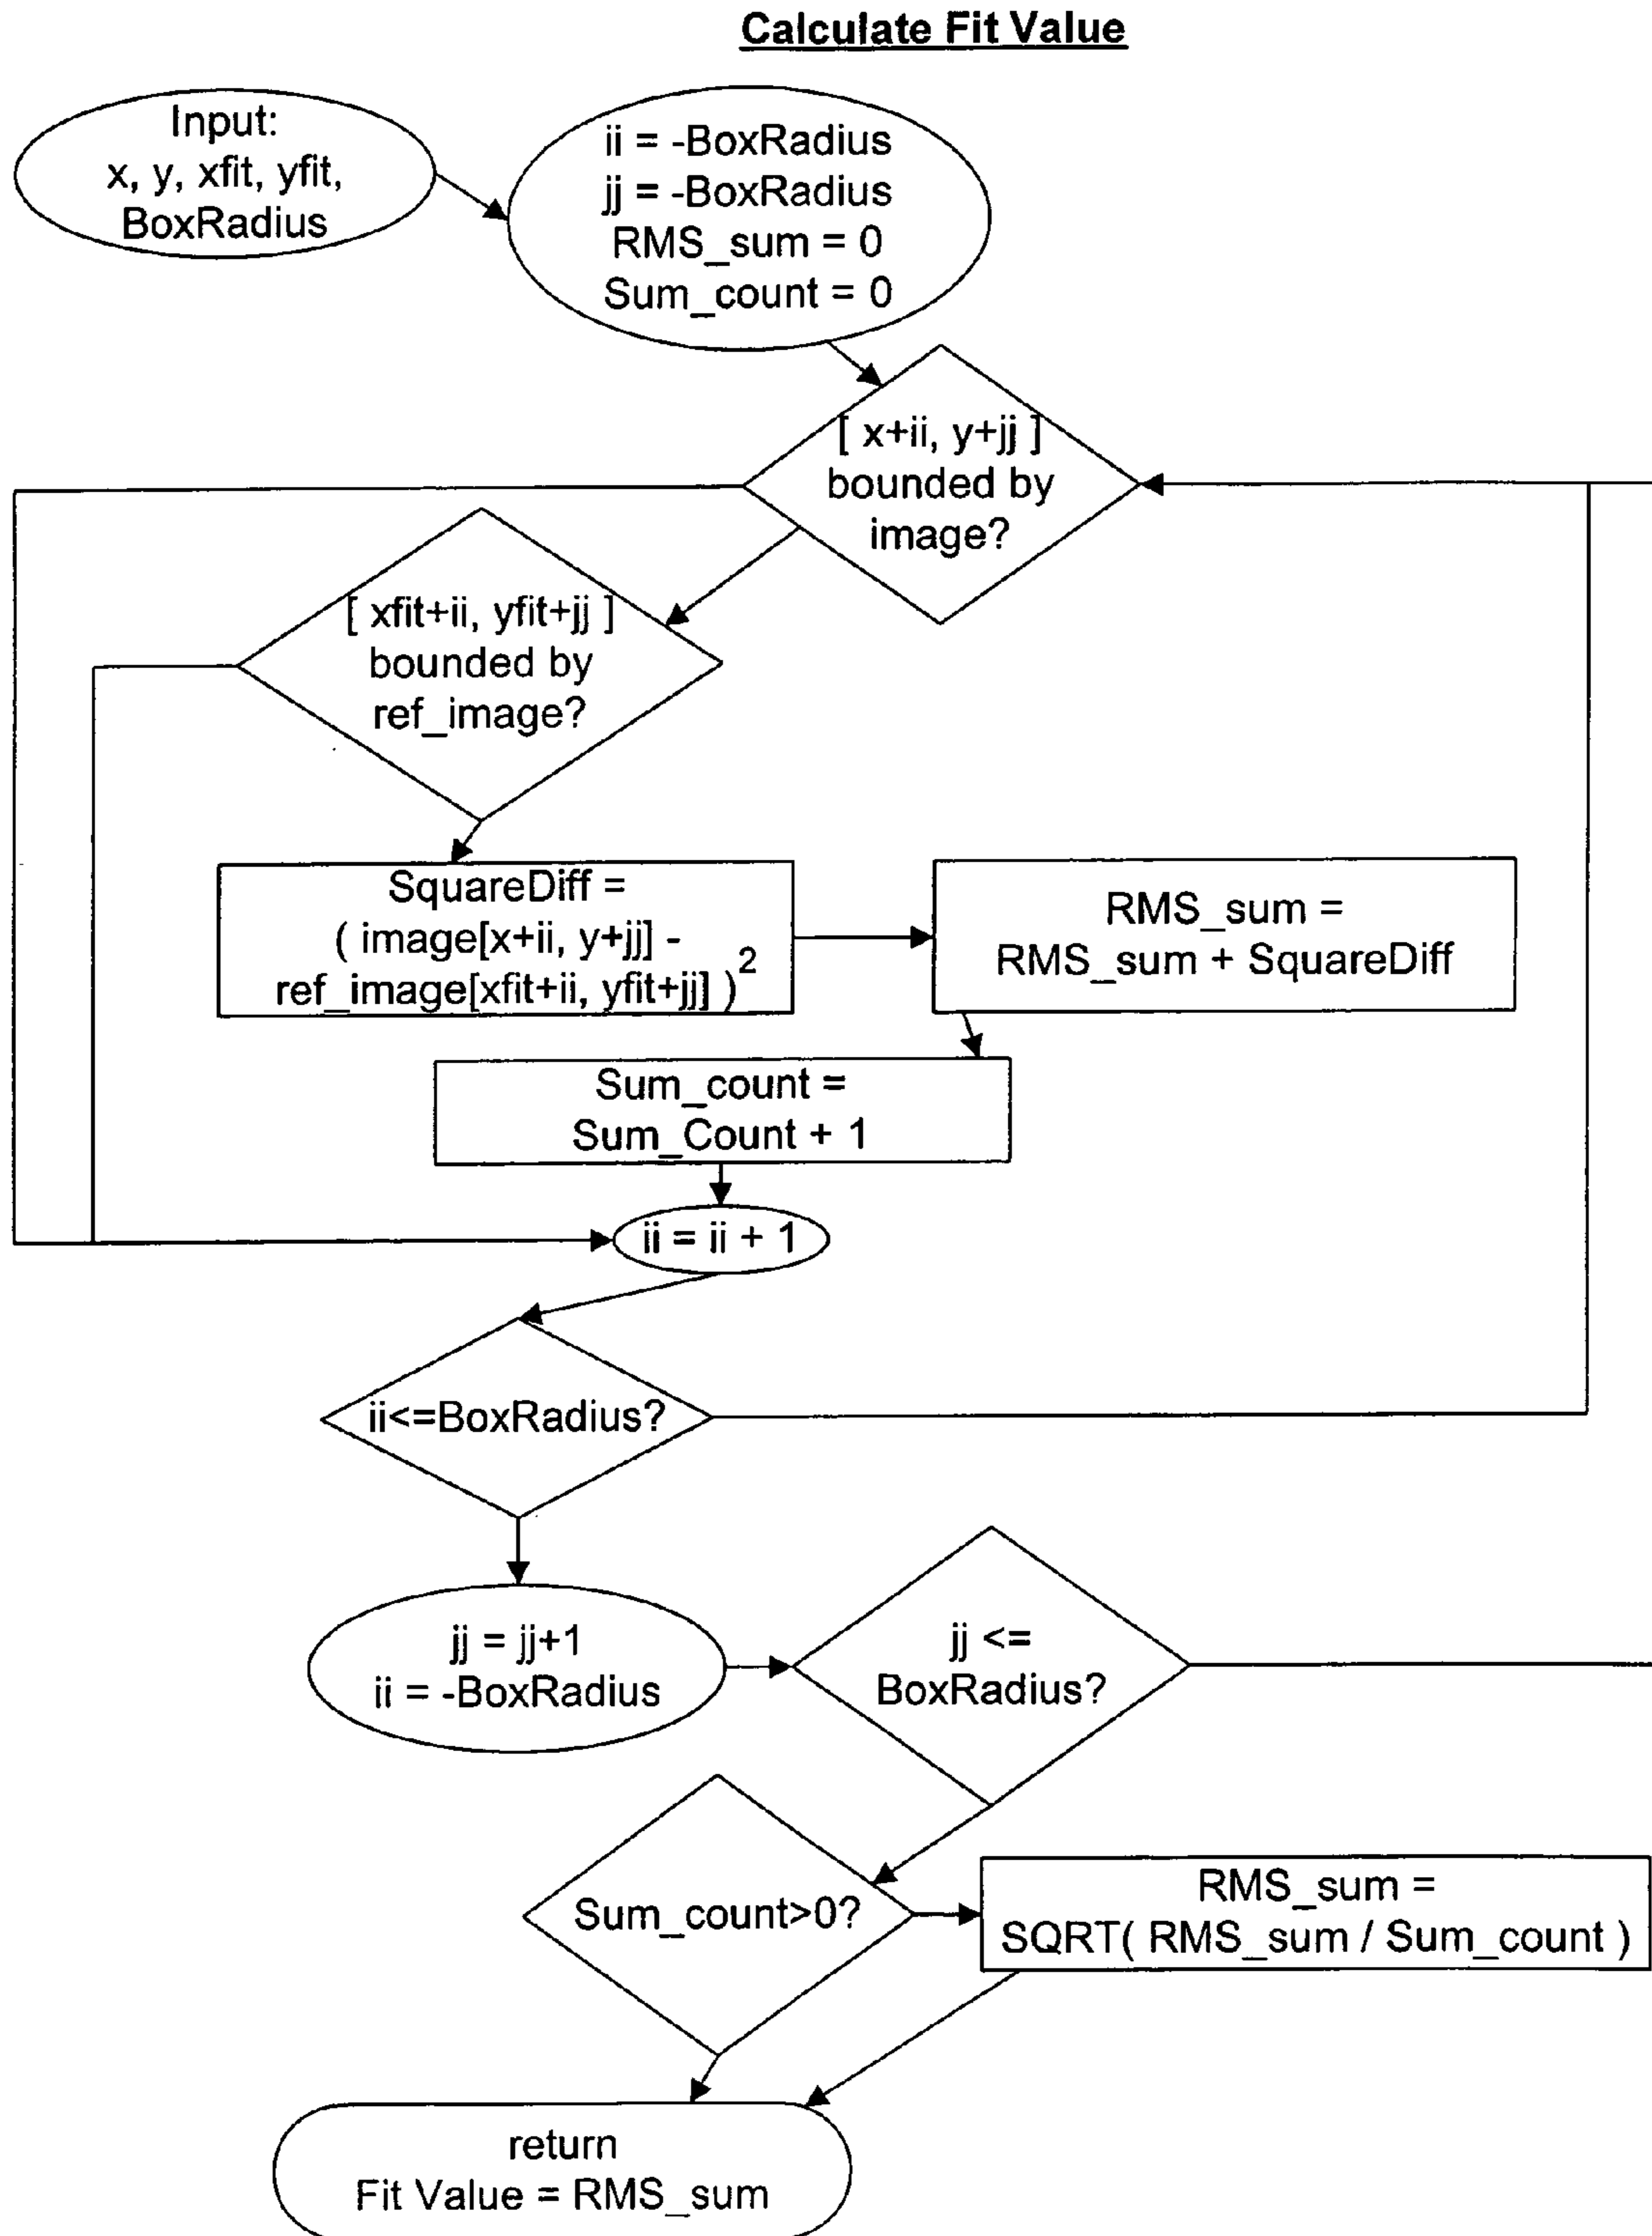 Calculate Fit Value
Input:
x, y, xfit, yfit,
BoxRadius
ii = -BoxRadius
jj = -BoxRadius
RMS_sum = 0
Sum_count = 0
[ x+ii, y+jj ]
bounded by
image?
[ xfit+ii, yfit+jj ]
bounded by
ref_image?
SquareDiff =
( image[x+ii, y+jj] -
ref_image[xfit+ii, yfit+jj] )²
RMS_sum =
RMS_sum + SquareDiff
Sum_count =
Sum_Count + 1
ii = ii + 1
ii<=BoxRadius?
jj = jj+1
ii = -BoxRadius
jj <=
BoxRadius?
Sum_count>0?
RMS_sum =
SQRT( RMS_sum / Sum_count )
return
Fit Value = RMS_sum